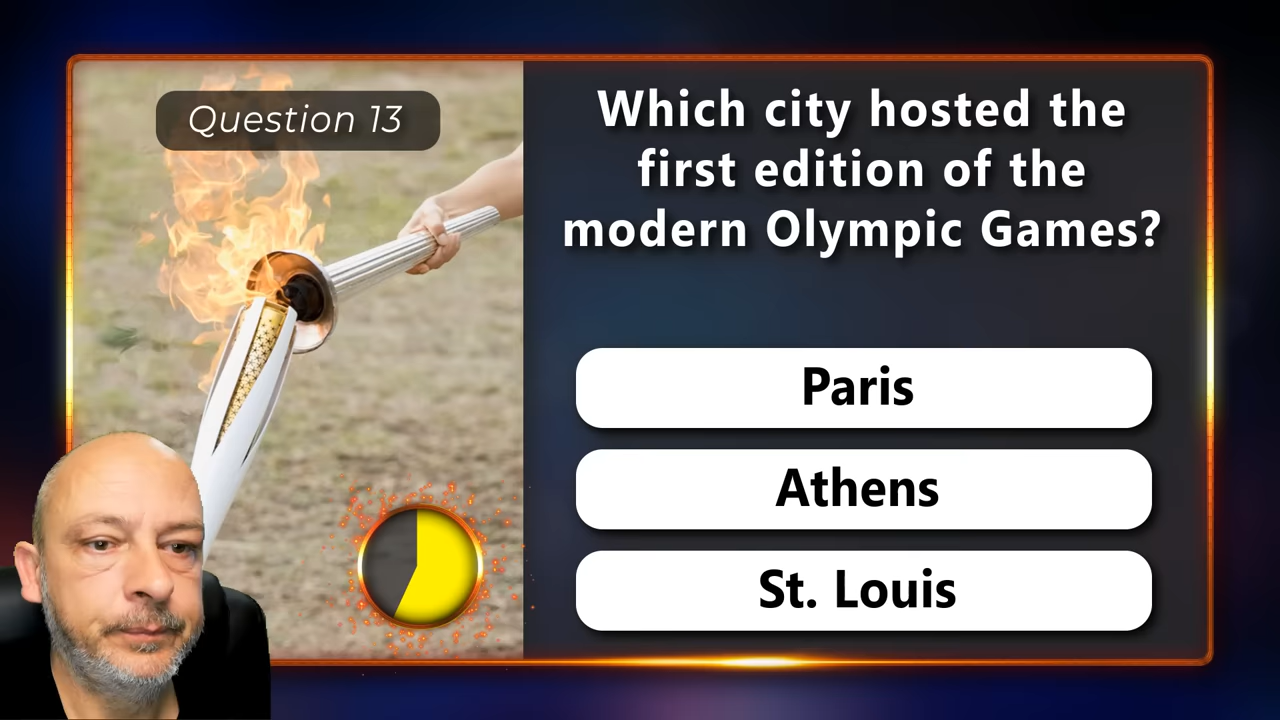 Question 13
Which city hosted the
first edition of the
modern Olympic Games?
Paris
Athens
St. Louis